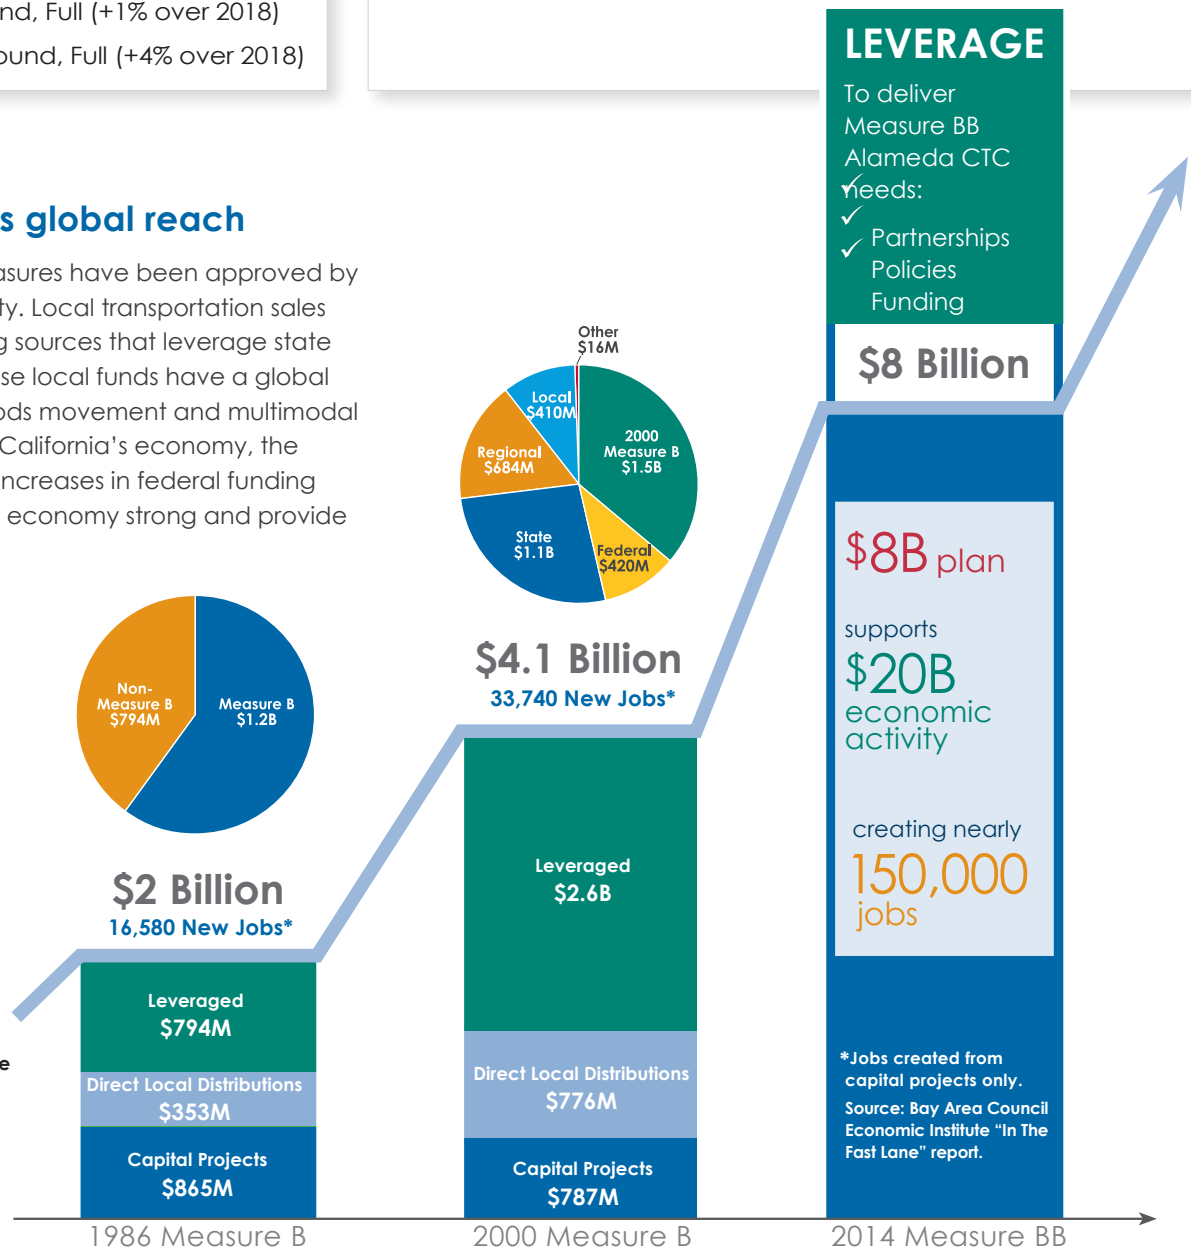 nd, Full (+1% over 2018)
ound, Full (+4% over 2018)
LEVERAGE
To deliver
Measure BB
Alameda CTC
needs:
Partnerships
Policies
Funding
$8 Billion
s global reach
asures have been approved by
ty. Local transportation sales
g sources that leverage state
se local funds have a global
ods movement and multimodal
California’s economy, the
increases in federal funding
economy strong and provide
Other
$16M
Local
$410M
2000
Measure B
$1.5B
Regional
$684M
State
$1.1B
Federal
$420M
$4.1 Billion
33,740 New Jobs*
Non-
Measure B
$794M
Measure B
$1.2B
$2 Billion
16,580 New Jobs*
$8B plan
supports
$20B
economic
activity
creating nearly
150,000
jobs
Leveraged
$2.6B
Direct Local Distributions
$776M
Capital Projects
$787M
Leveraged
$794M
Direct Local Distributions
$353M
Capital Projects
$865M
e
*Jobs created from
capital projects only.
Source: Bay Area Council
Economic Institute “In The
Fast Lane” report.
1986 Measure B
2000 Measure B
2014 Measure BB